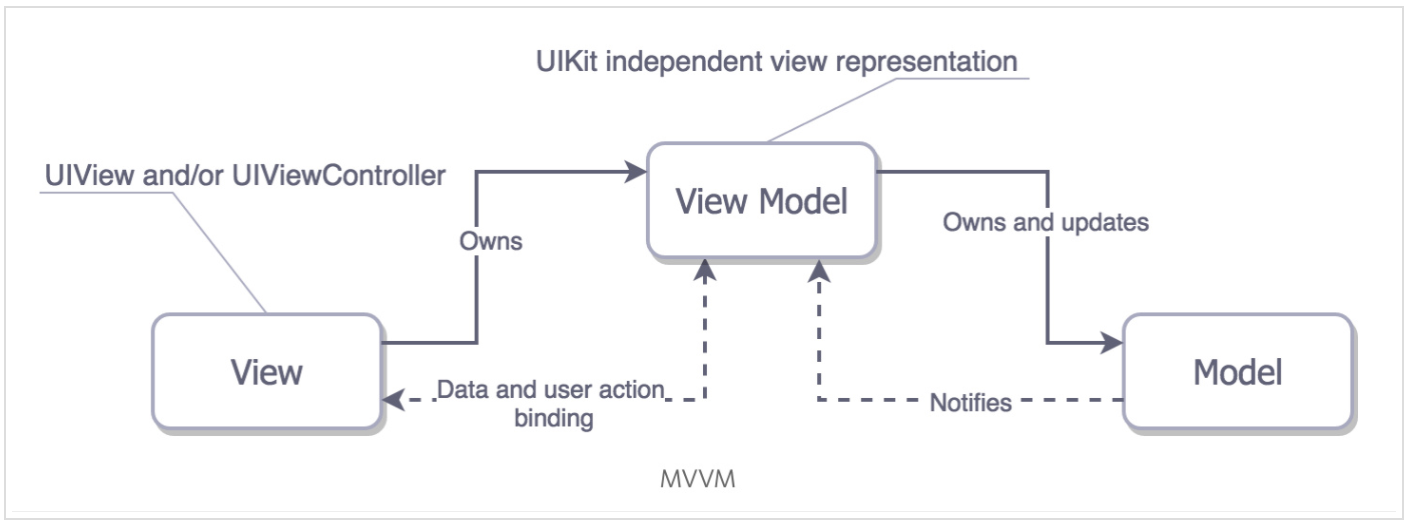 UIKit independent view representation
UIView and/or UIViewController
View Model
Owns
Owns and updates
View
Model
Data and user action
binding
Notifies
MVVM